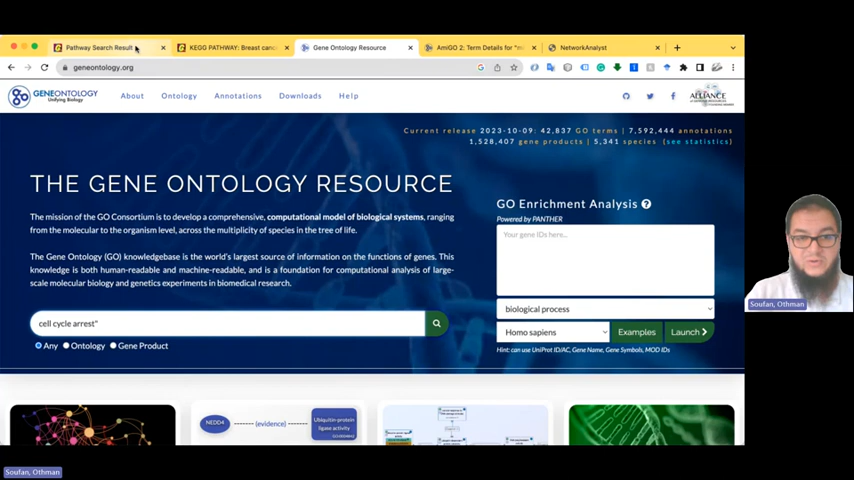 Pathway Search Result
KEGG PATHWAY: Breast canc
Gene Ontology Resource
AmiGO 2: Term Details for "mi
NetworkAnalyst
geneontology.org
GENEONTOLOGY
Unifying Biology
About
Ontology
Annotations
Downloads
Help
ALLIANCE
Current release 2023-10-09: 42,837 GO terms | 7,592,444 annotations
1,528,407 gene products | 5,341 species (see statistics)
THE GENE ONTOLOGY RESOURCE
The mission of the GO Consortium is to develop a comprehensive, computational model of biological systems, ranging
from the molecular to the organism level, across the multiplicity of species in the tree of life.
The Gene Ontology (GO) knowledgebase is the world's largest source of information on the functions of genes. This
knowledge is both human-readable and machine-readable, and is a foundation for computational analysis of large-
scale molecular biology and genetics experiments in biomedical research.
cell cycle arrest"
Any
Ontology
Gene Product
GO Enrichment Analysis
Powered by PANTHER
Your gene IDs here...
biological process
Homo sapiens
Examples
Launch
Hint: can use UniProt ID/AC, Gene Name, Gene Symbols, MOD IDs
NEDD4
(evidence)
Ubiquitin-protein
ligase activity
Soufan, Othman
Soufan, Othman